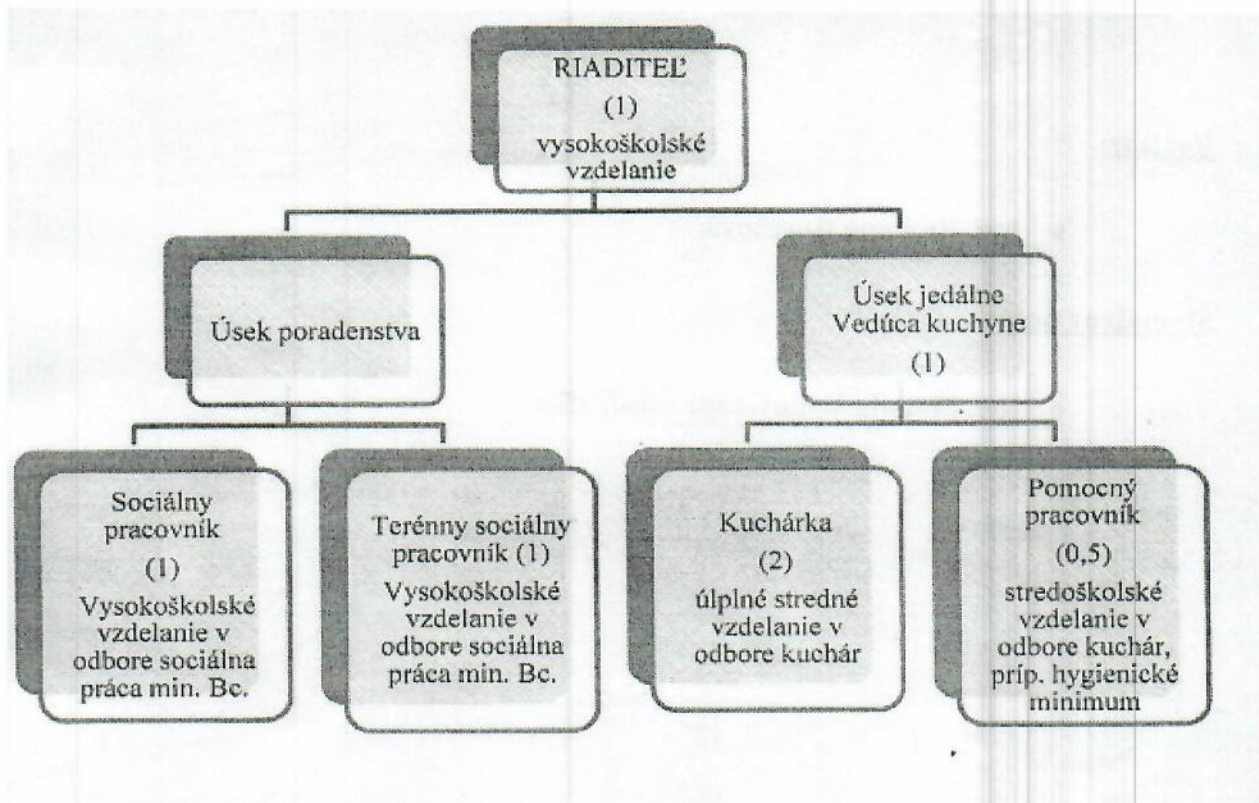 RIADITEĽ
(1)
vysokoškolské
vzdelanie
Úsek poradenstva
Úsek jedálne
Vedúca kuchyne
(1)
Sociálny
pracovník
(1)
Vysokoškolské
vzdelanie v
odbore sociálna
práca min. Bc.
Terénny sociálny
pracovník (1)
Vysokoškolské
vzdelanie v
odbore sociálna
práca min. Bc.
Kuchárka
(2)
úlplné stredné
vzdelanie v
odbore kuchár
Pomocný
pracovník
(0,5)
stredoškolské
vzdelanie v
odbore kuchár,
príp. hygienické
minimum